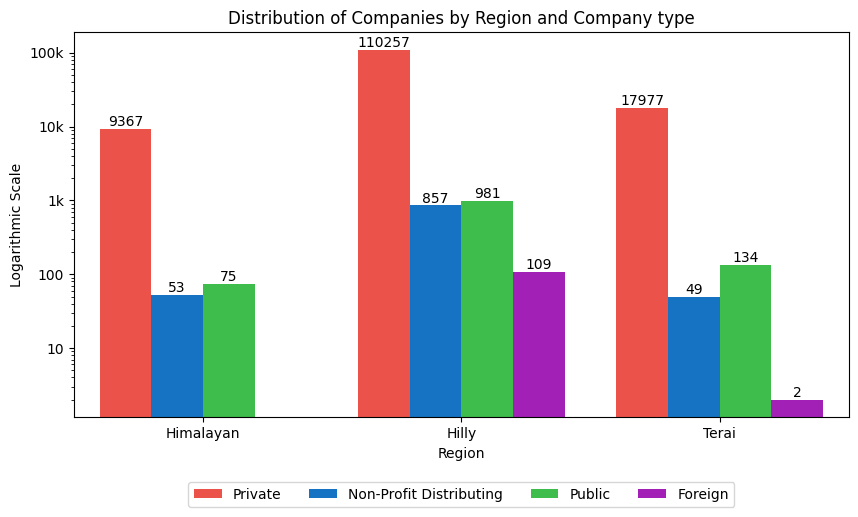 Distribution of Companies by Region and Company type
Logarithmic Scale
100k
10k
1k
100
10
9367
53
75
110257
857
981
109
17977
49
134
2
Himalayan
Hilly
Terai
Region
Private
Non-Profit Distributing
Public
Foreign